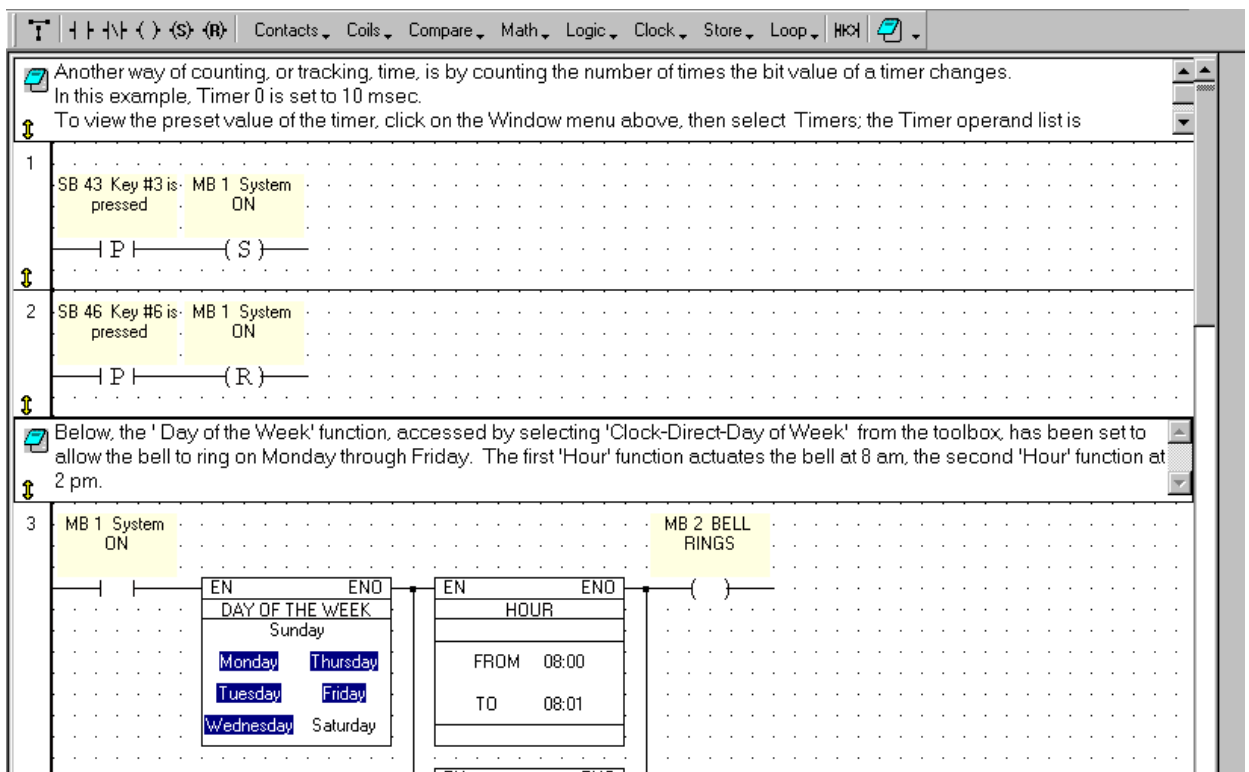 Contacts Coils Compare Math Logic Clock Store Loop
Another way of counting, or tracking, time, is by counting the number of times the bit value of a timer changes.
In this example, Timer 0 is set to 10 msec.
To view the preset value of the timer, click on the Window menu above, then select Timers; the Timer operand list is
1
SB 43 Key #3 is pressed
MB 1 System ON
P
S
2
SB 46 Key #6 is pressed
MB 1 System ON
P
R
Below, the ' Day of the Week' function, accessed by selecting 'Clock-Direct-Day of Week' from the toolbox, has been set to
allow the bell to ring on Monday through Friday. The first 'Hour' function actuates the bell at 8 am, the second 'Hour' function at
2 pm.
3
MB 1 System ON
MB 2 BELL RINGS
EN ENO
DAY OF THE WEEK
Sunday
Monday Thursday
Tuesday Friday
Wednesday Saturday
EN ENO
HOUR
FROM 08:00
TO 08:01